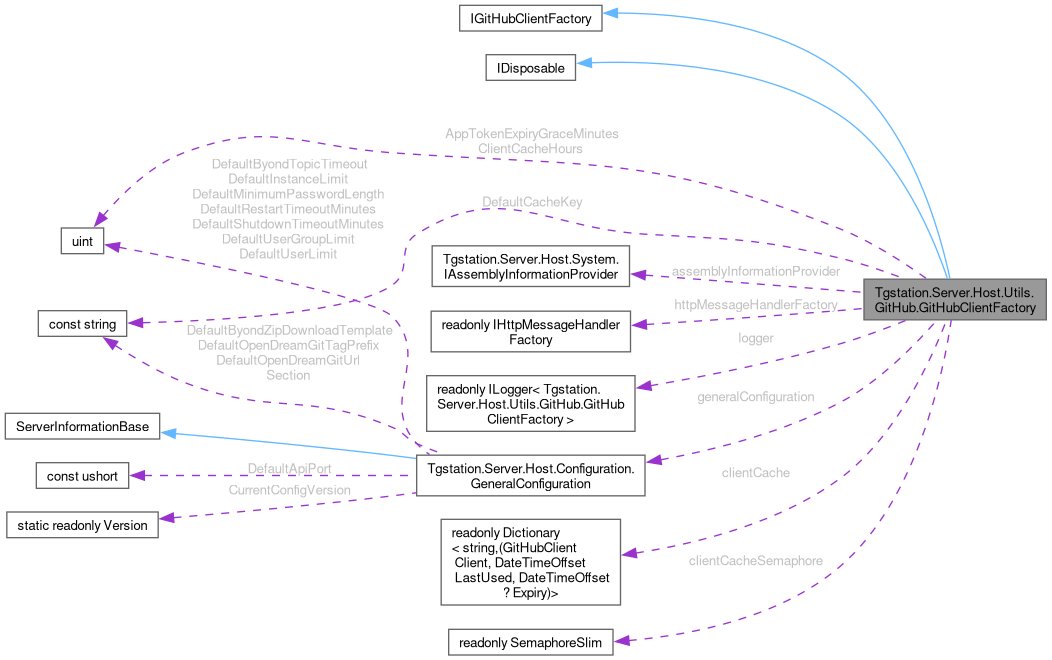 IGitHubClientFactory
IDisposable
AppTokenExpiryGraceMinutes
ClientCacheHours
DefaultByondTopicTimeout
DefaultInstanceLimit
DefaultMinimumPasswordLength
DefaultRestartTimeoutMinutes
DefaultShutdownTimeoutMinutes
DefaultUserGroupLimit
DefaultUserLimit
DefaultCacheKey
uint
Tgstation.Server.Host.System.
IAssemblyInformationProvider
assemblyInformationProvider
Tgstation.Server.Host.Utils.
GitHub.GitHubClientFactory
httpMessageHandlerFactory
const string
readonly IHttpMessageHandler
Factory
logger
DefaultByondZipDownloadTemplate
DefaultOpenDreamGitTagPrefix
DefaultOpenDreamGitUrl
Section
readonly ILogger< Tgstation.
Server.Host.Utils.GitHub.GitHub
ClientFactory >
generalConfiguration
ServerInformationBase
const ushort
DefaultApiPort
Tgstation.Server.Host.Configuration.
GeneralConfiguration
clientCache
CurrentConfigVersion
static readonly Version
readonly Dictionary
< string,(GitHubClient
Client, DateTimeOffset
LastUsed, DateTimeOffset
? Expiry)>
clientCacheSemaphore
readonly SemaphoreSlim